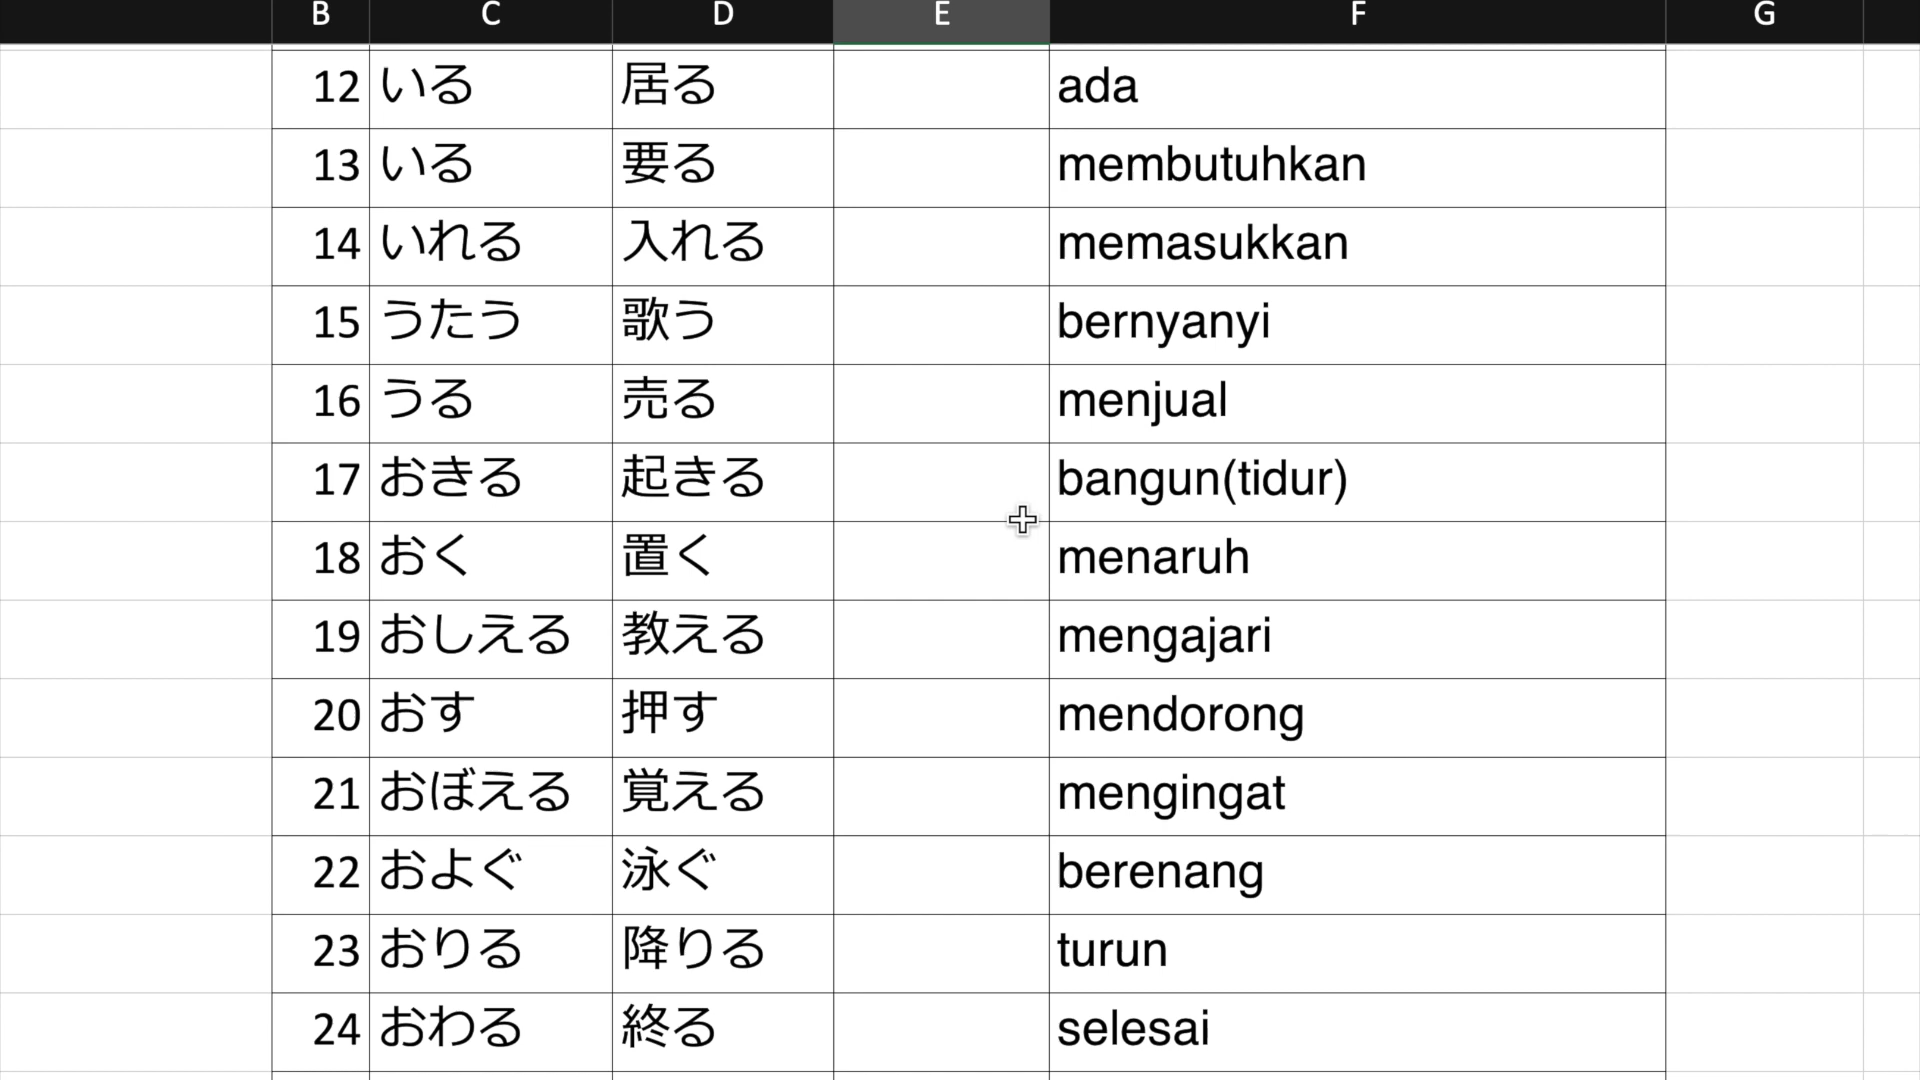 B C D E F G
12 いる 居る ada
13 いる 要る membutuhkan
14 いれる 入れる memasukkan
15 うたう 歌う bernyanyi
16 うる 売る menjual
17 おきる 起きる bangun(tidur)
18 おく 置く menaruh
19 おしえる 教える mengajari
20 おす 押す mendorong
21 おぼえる 覚える mengingat
22 およぐ 泳ぐ berenang
23 おりる 降りる turun
24 おわる 終る selesai